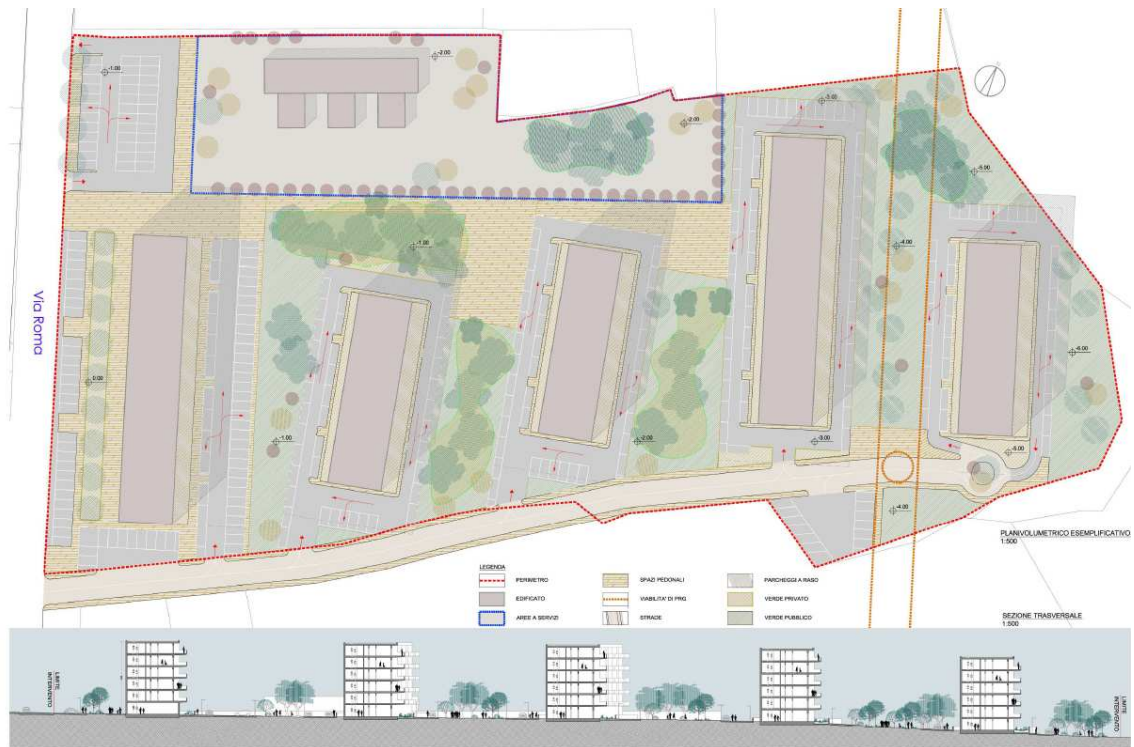 -1.00
-2.00
-3.00
-2.00
-5.00
-1.00
-4.00
Via Roma
-6.00
0.00
-1.00
-2.00
-3.00
-5.00
-4.00
PLANIVOLUMETRICO ESEMPLIFICATIVO
1:500
LEGENDA
PERIMETRO
SPAZI PEDONALI
PARCHEGGI A RASO
EDIFICATO
VIABILITA' DI PRG
VERDE PRIVATO
AREE A SERVIZI
STRADE
VERDE PUBBLICO
SEZIONE TRASVERSALE
1:500
LIMITE
INTERVENTO
LIMITE
INTERVENTO